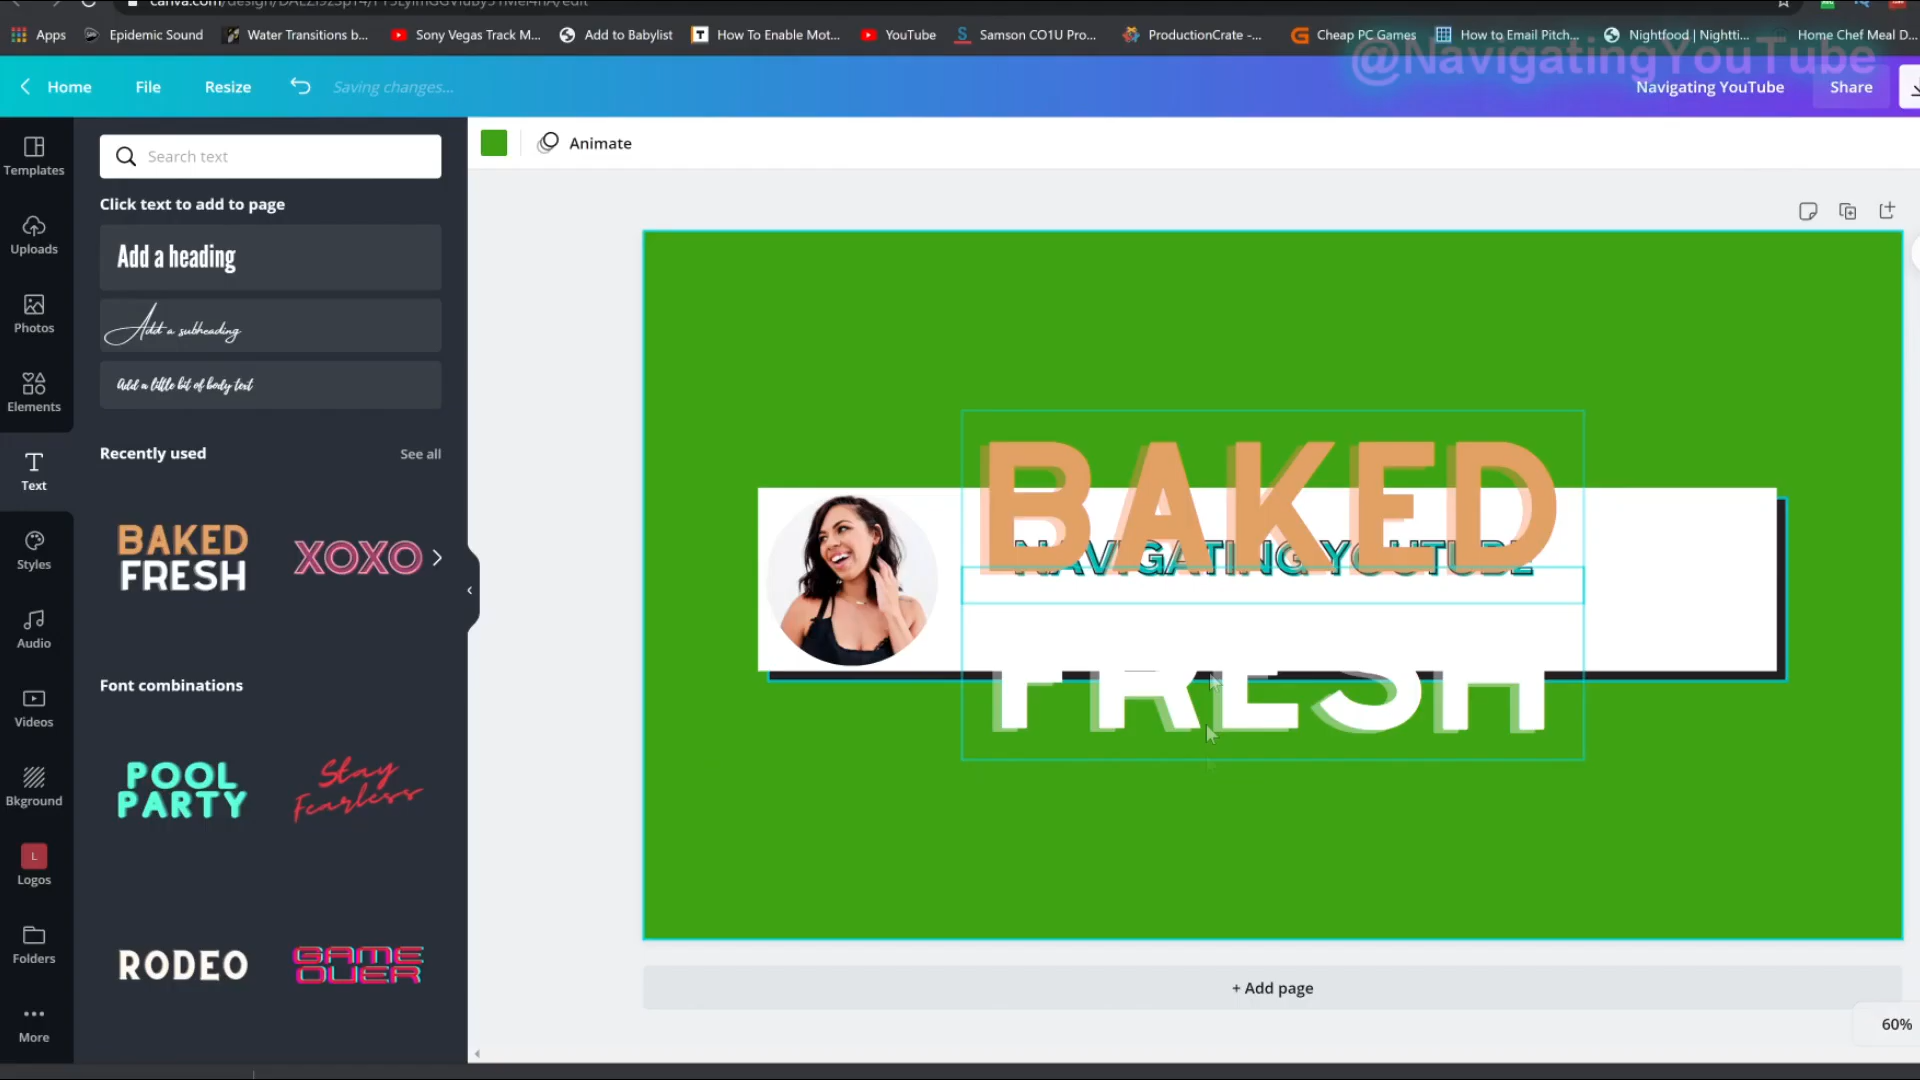 Apps
Epidemic Sound
Water Transitions b...
Sony Vegas Track M...
Add to Babylist
T
How To Enable Mot...
YouTube
S
Samson CO1U Pro...
ProductionCrate -...
G
Cheap PC Games
How to Email Pitch...
Nightfood | Nightti...
Home Chef Meal D...
@NavigatingYouTube
Home
File
Resize
Saving changes...
Navigating YouTube
Share
Templates
Uploads
Photos
Elements
Text
Styles
Audio
Videos
Bkground
L
Logos
Folders
More
Search text
Click text to add to page
Add a heading
Add a subheading
Add a little bit of body text
Recently used
See all
BAKED
FRESH
XOXO
Font combinations
POOL
PARTY
Stay
Fearless
RODEO
GAME
OVER
Animate
BAKED
NAVIGATING YOUTUBE
FRESH
+ Add page
60%